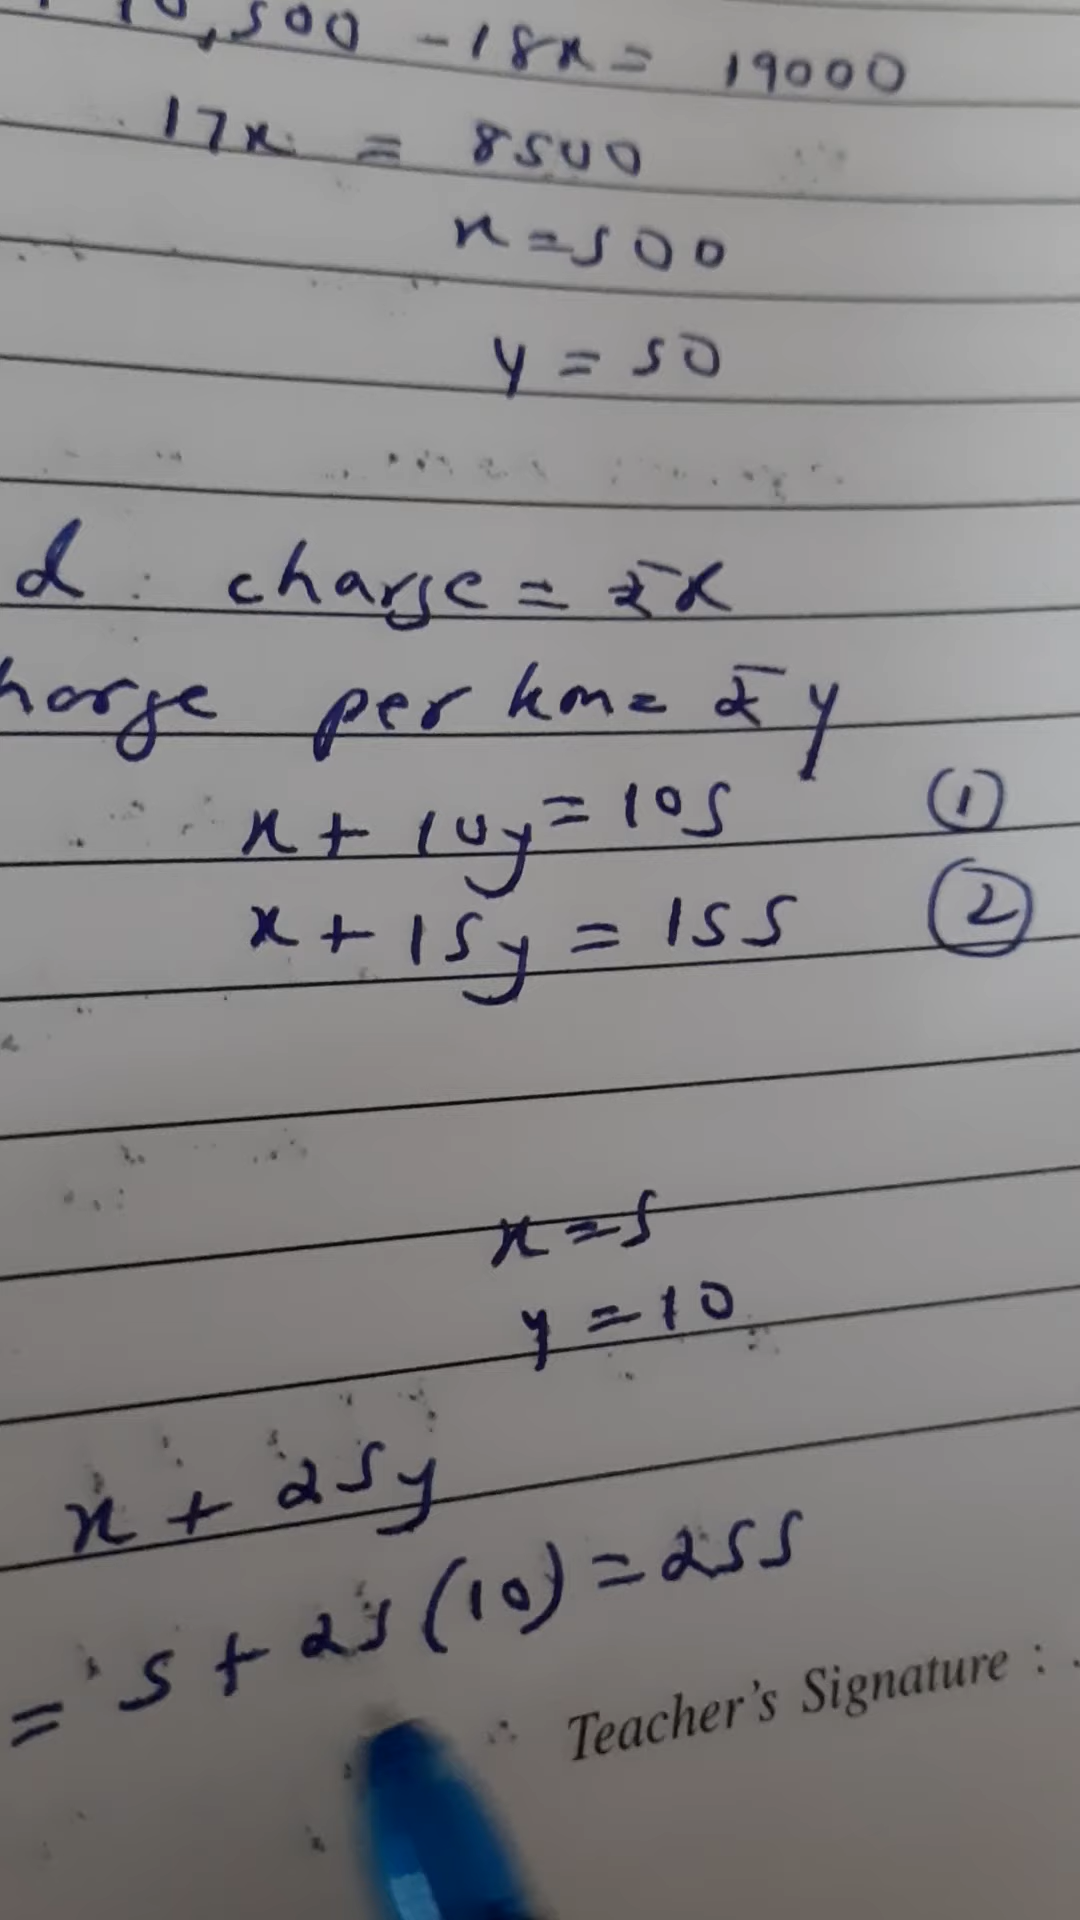 ,500 - 18x = 19000
17x = 8500
x = 500
y = 50
d charge = ₹x
harge per km = ₹y
x + 10y = 105 ①
x + 15y = 155 ②
x = 5
y = 10
x + 25y
= 5 + 25(10) = 255
Teacher's Signature :